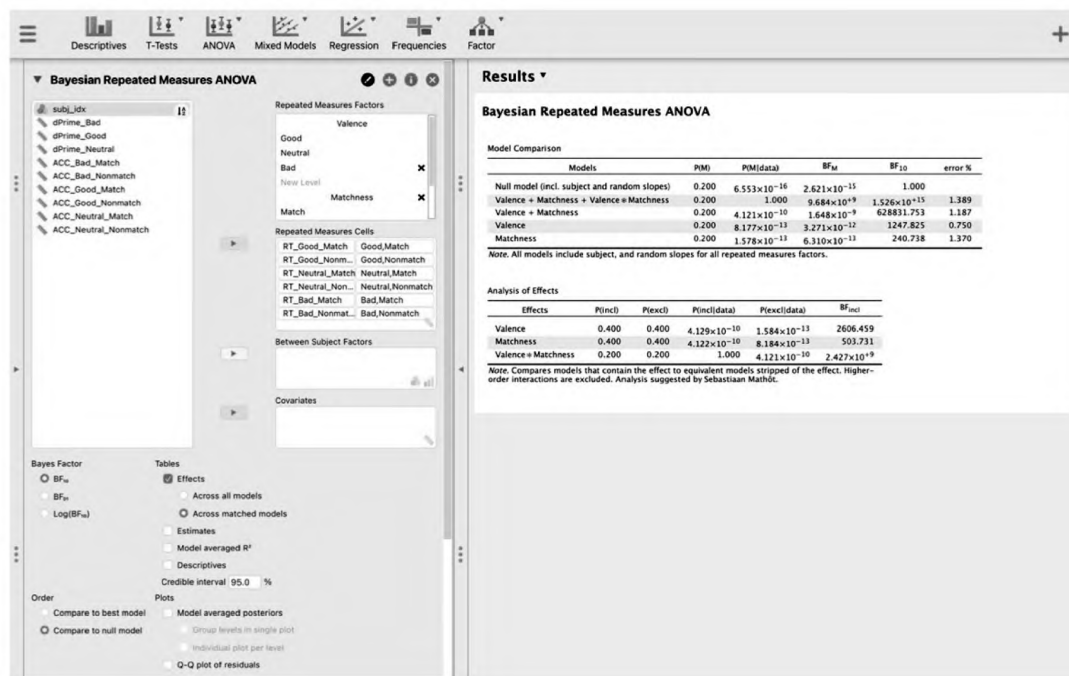 Descriptives T-Tests ANOVA Mixed Models Regression Frequencies Factor
Bayesian Repeated Measures ANOVA
subj_idx
dPrime_Bad
dPrime_Good
dPrime_Neutral
ACC_Bad_Match
ACC_Bad_Nonmatch
ACC_Good_Match
ACC_Good_Nonmatch
ACC_Neutral_Match
ACC_Neutral_Nonmatch
Repeated Measures Factors
Valence
Good
Neutral
Bad
New Level
Matchness
Match
Repeated Measures Cells
RT_Good_Match Good,Match
RT_Good_Nonm... Good,Nonmatch
RT_Neutral_Match Neutral,Match
RT_Neutral_Non... Neutral,Nonmatch
RT_Bad_Match Bad,Match
RT_Bad_Nonmat... Bad,Nonmatch
Between Subject Factors
Covariates
Bayes Factor
BF₁₀
BF₀₁
Log(BF₁₀)
Tables
Effects
Across all models
Across matched models
Estimates
Model averaged R²
Descriptives
Credible interval 95.0 %
Order
Compare to best model
Compare to null model
Plots
Model averaged posteriors
Group levels in single plot
Individual plot per level
Q-Q plot of residuals
Results
Bayesian Repeated Measures ANOVA
Model Comparison
Models P(M) P(M|data) BF_M BF₁₀ error %
Null model (incl. subject and random slopes) 0.200 6.553×10⁻¹⁶ 2.621×10⁻¹⁵ 1.000
Valence + Matchness + Valence∗Matchness 0.200 1.000 9.684×10⁺⁹ 1.526×10⁺¹⁵ 1.389
Valence + Matchness 0.200 4.121×10⁻¹⁰ 1.648×10⁻⁹ 628831.753 1.187
Valence 0.200 8.177×10⁻¹³ 3.271×10⁻¹² 1247.825 0.750
Matchness 0.200 1.578×10⁻¹³ 6.310×10⁻¹³ 240.738 1.370
Note. All models include subject, and random slopes for all repeated measures factors.
Analysis of Effects
Effects P(incl) P(excl) P(incl|data) P(excl|data) BF_incl
Valence 0.400 0.400 4.129×10⁻¹⁰ 1.584×10⁻¹³ 2606.459
Matchness 0.400 0.400 4.122×10⁻¹⁰ 8.184×10⁻¹³ 503.731
Valence∗Matchness 0.200 0.200 1.000 4.121×10⁻¹⁰ 2.427×10⁺⁹
Note. Compares models that contain the effect to equivalent models stripped of the effect. Higher-
order interactions are excluded. Analysis suggested by Sebastiaan Mathôt.